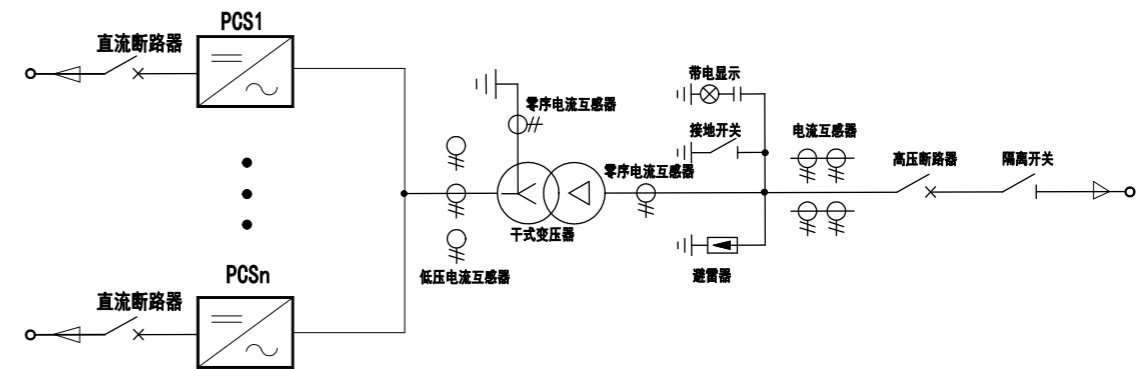 PCS1
直流断路器
带电显示
零序电流互感器
接地开关
电流互感器
高压断路器
隔离开关
零序电流互感器
干式变压器
低压电流互感器
避雷器
PCSn
直流断路器